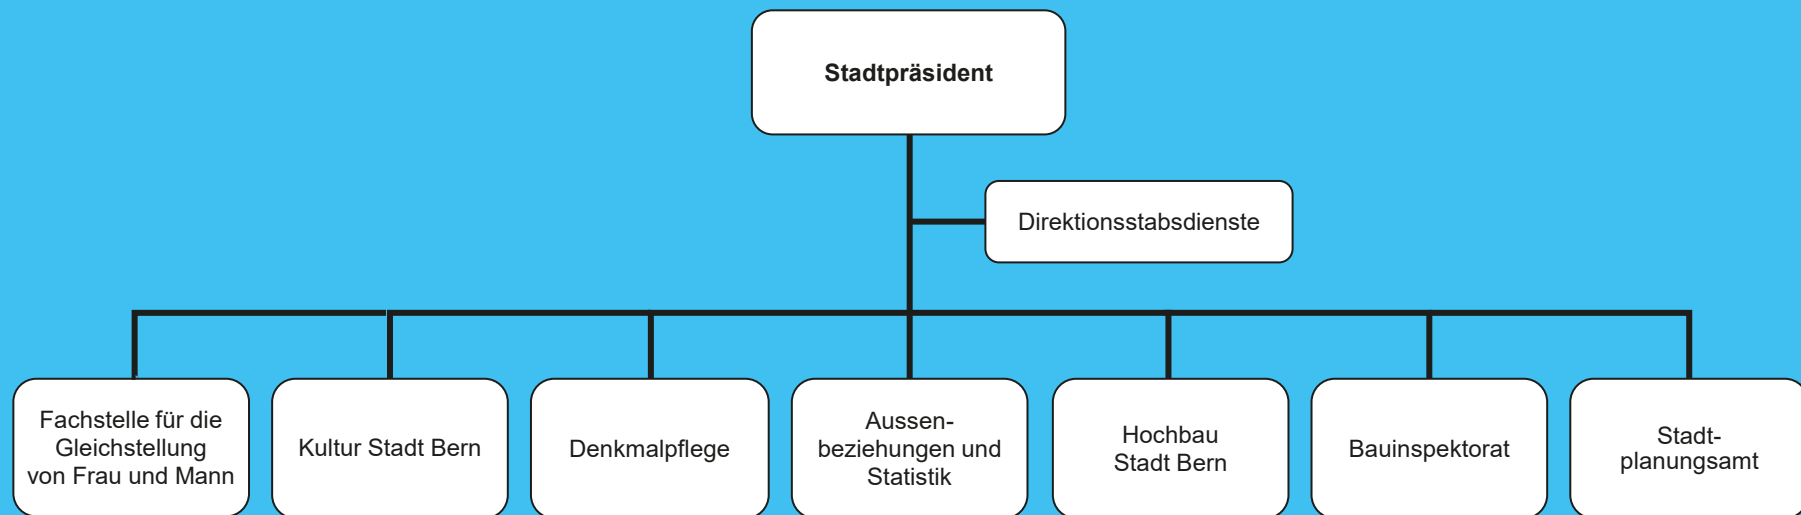 Stadtpräsident
Direktionsstabsdienste
Fachstelle für die
Gleichstellung
von Frau und Mann
Kultur Stadt Bern
Denkmalpflege
Aussen-
beziehungen und
Statistik
Hochbau
Stadt Bern
Bauinspektorat
Stadt-
planungsamt